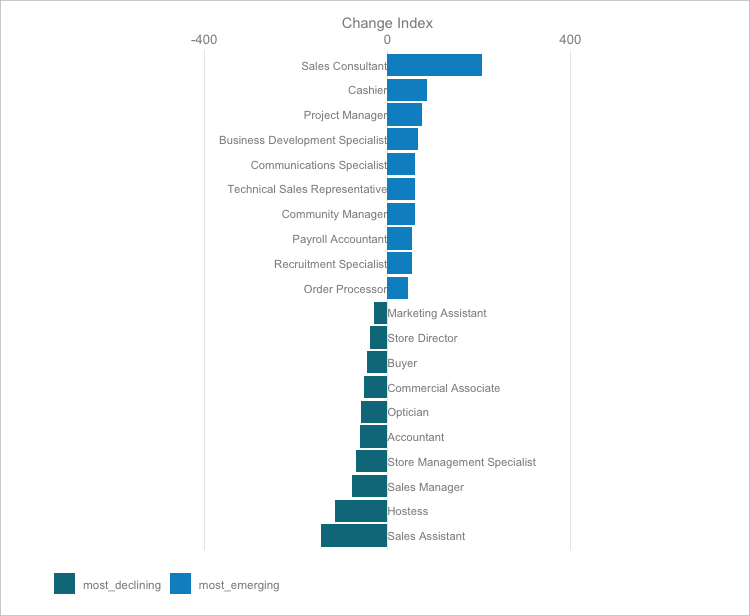 Change Index
-400 0 400
Sales Consultant
Cashier
Project Manager
Business Development Specialist
Communications Specialist
Technical Sales Representative
Community Manager
Payroll Accountant
Recruitment Specialist
Order Processor
Marketing Assistant
Store Director
Buyer
Commercial Associate
Optician
Accountant
Store Management Specialist
Sales Manager
Hostess
Sales Assistant
most_declining most_emerging